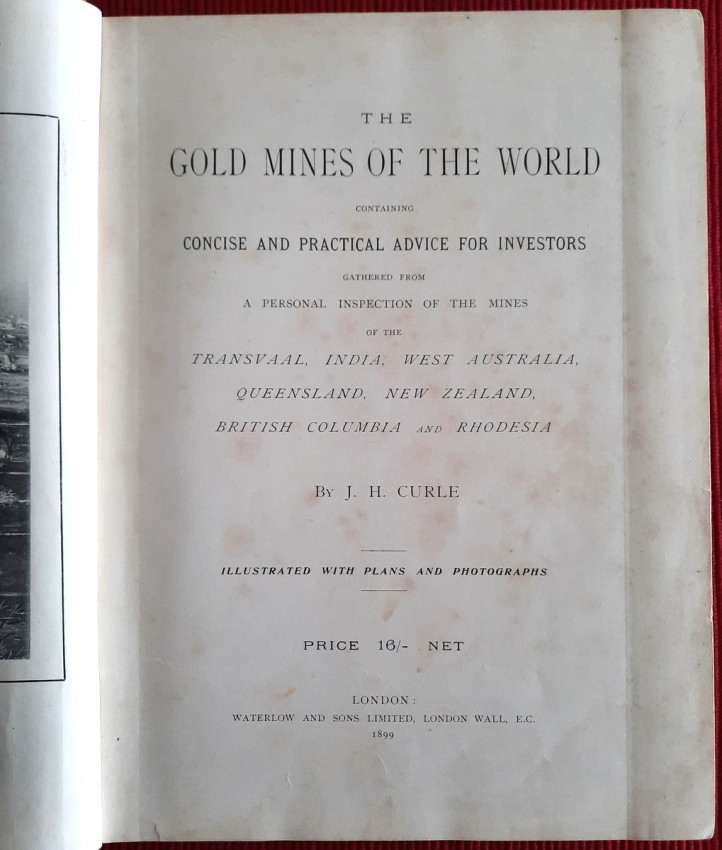 THE
GOLD MINES OF THE WORLD
CONTAINING
CONCISE AND PRACTICAL ADVICE FOR INVESTORS
GATHERED FROM
A PERSONAL INSPECTION OF THE MINES
OF THE
TRANSVAAL, INDIA, WEST AUSTRALIA,
QUEENSLAND, NEW ZEALAND,
BRITISH COLUMBIA AND RHODESIA
BY J. H. CURLE
ILLUSTRATED WITH PLANS AND PHOTOGRAPHS
PRICE 16/- NET
LONDON:
WATERLOW AND SONS LIMITED, LONDON WALL, E.C.
1899